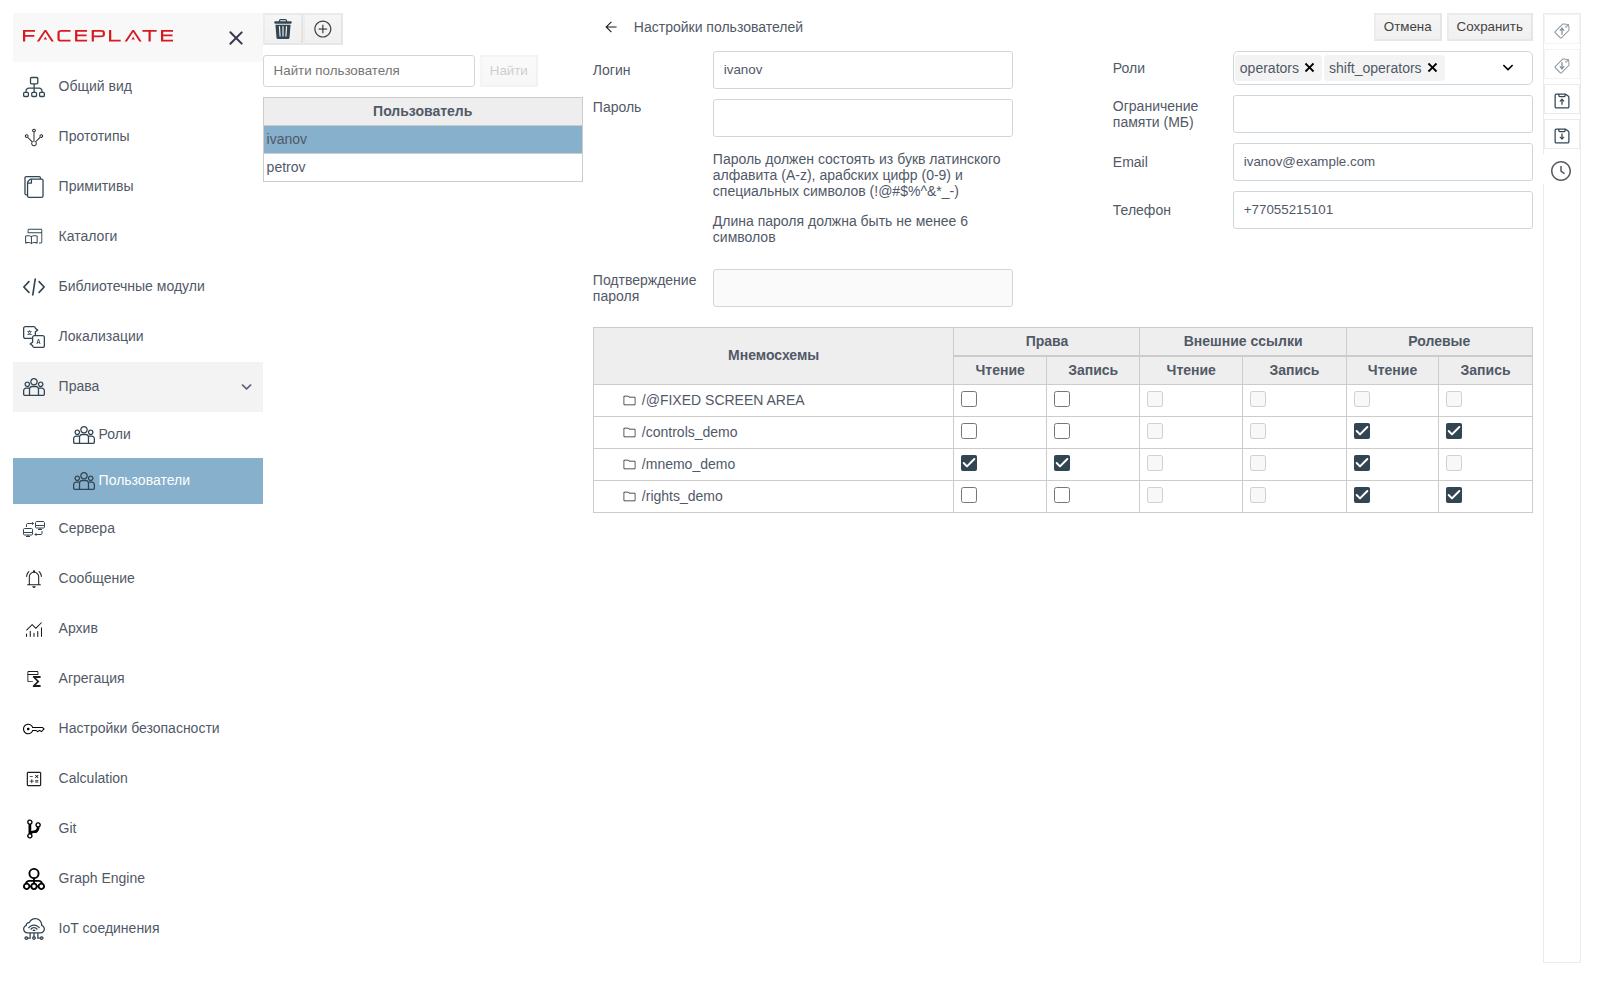 FACEPLATE
Общий вид
Прототипы
Примитивы
Каталоги
Библиотечные модули
Локализации
Права
Роли
Пользователи
Сервера
Сообщение
Архив
Агрегация
Настройки безопасности
Calculation
Git
Graph Engine
IoT соединения
Найти пользователя Найти
Пользователь
ivanov
petrov
Настройки пользователей Отмена Сохранить
Логин ivanov
Пароль
Пароль должен состоять из букв латинского
алфавита (A-z), арабских цифр (0-9) и
специальных символов (!@#$%^&*_-)
Длина пароля должна быть не менее 6
символов
Подтверждение
пароля
Роли operators shift_operators
Ограничение
памяти (МБ)
Email ivanov@example.com
Телефон +77055215101
Мнемосхемы Права Внешние ссылки Ролевые
Чтение Запись Чтение Запись Чтение Запись
/@FIXED SCREEN AREA
/controls_demo
/mnemo_demo
/rights_demo